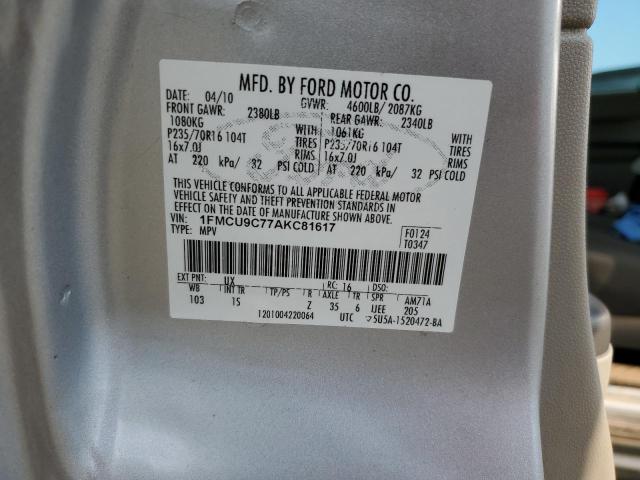 MFD. BY FORD MOTOR CO.
04/10 GVWR: 4600LB/ 2087KG
FRONT GAWR: 2380LB REAR GAWR: 2340LB
1080KG WITH 1061KG WITH
P235/70R16 104T TIRES P235/70R16 104T TIRES
16x7.0J RIMS 16x7.0J RIMS
AT 220 kPa/ 32 PSI COLD AT 220 kPa/ 32 PSI COLD
THIS VEHICLE CONFORMS TO ALL APPLICABLE FEDERAL MOTOR
VEHICLE SAFETY AND THEFT PREVENTION STANDARDS IN
EFFECT ON THE DATE OF MANUFACTURE SHOWN ABOVE.
VIN: 1FMCU9C77AKC81617 F0124
TYPE: MPV T0347
EXT PNT: UX RC: 16 DSO:
WB INT TR TP/PS R AXLE TR SPR AM71A
103 15 Z 35 6 UEE 205
1201004220064 UTC 5U5A-1520472-BA